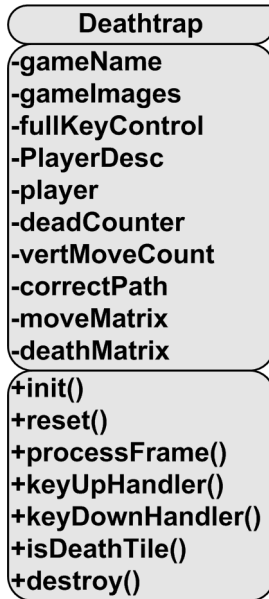 Deathtrap
-gameName
-gameImages
-fullKeyControl
-PlayerDesc
-player
-deadCounter
-vertMoveCount
-correctPath
-moveMatrix
-deathMatrix
+init()
+reset()
+processFrame()
+keyUpHandler()
+keyDownHandler()
+isDeathTile()
+destroy()